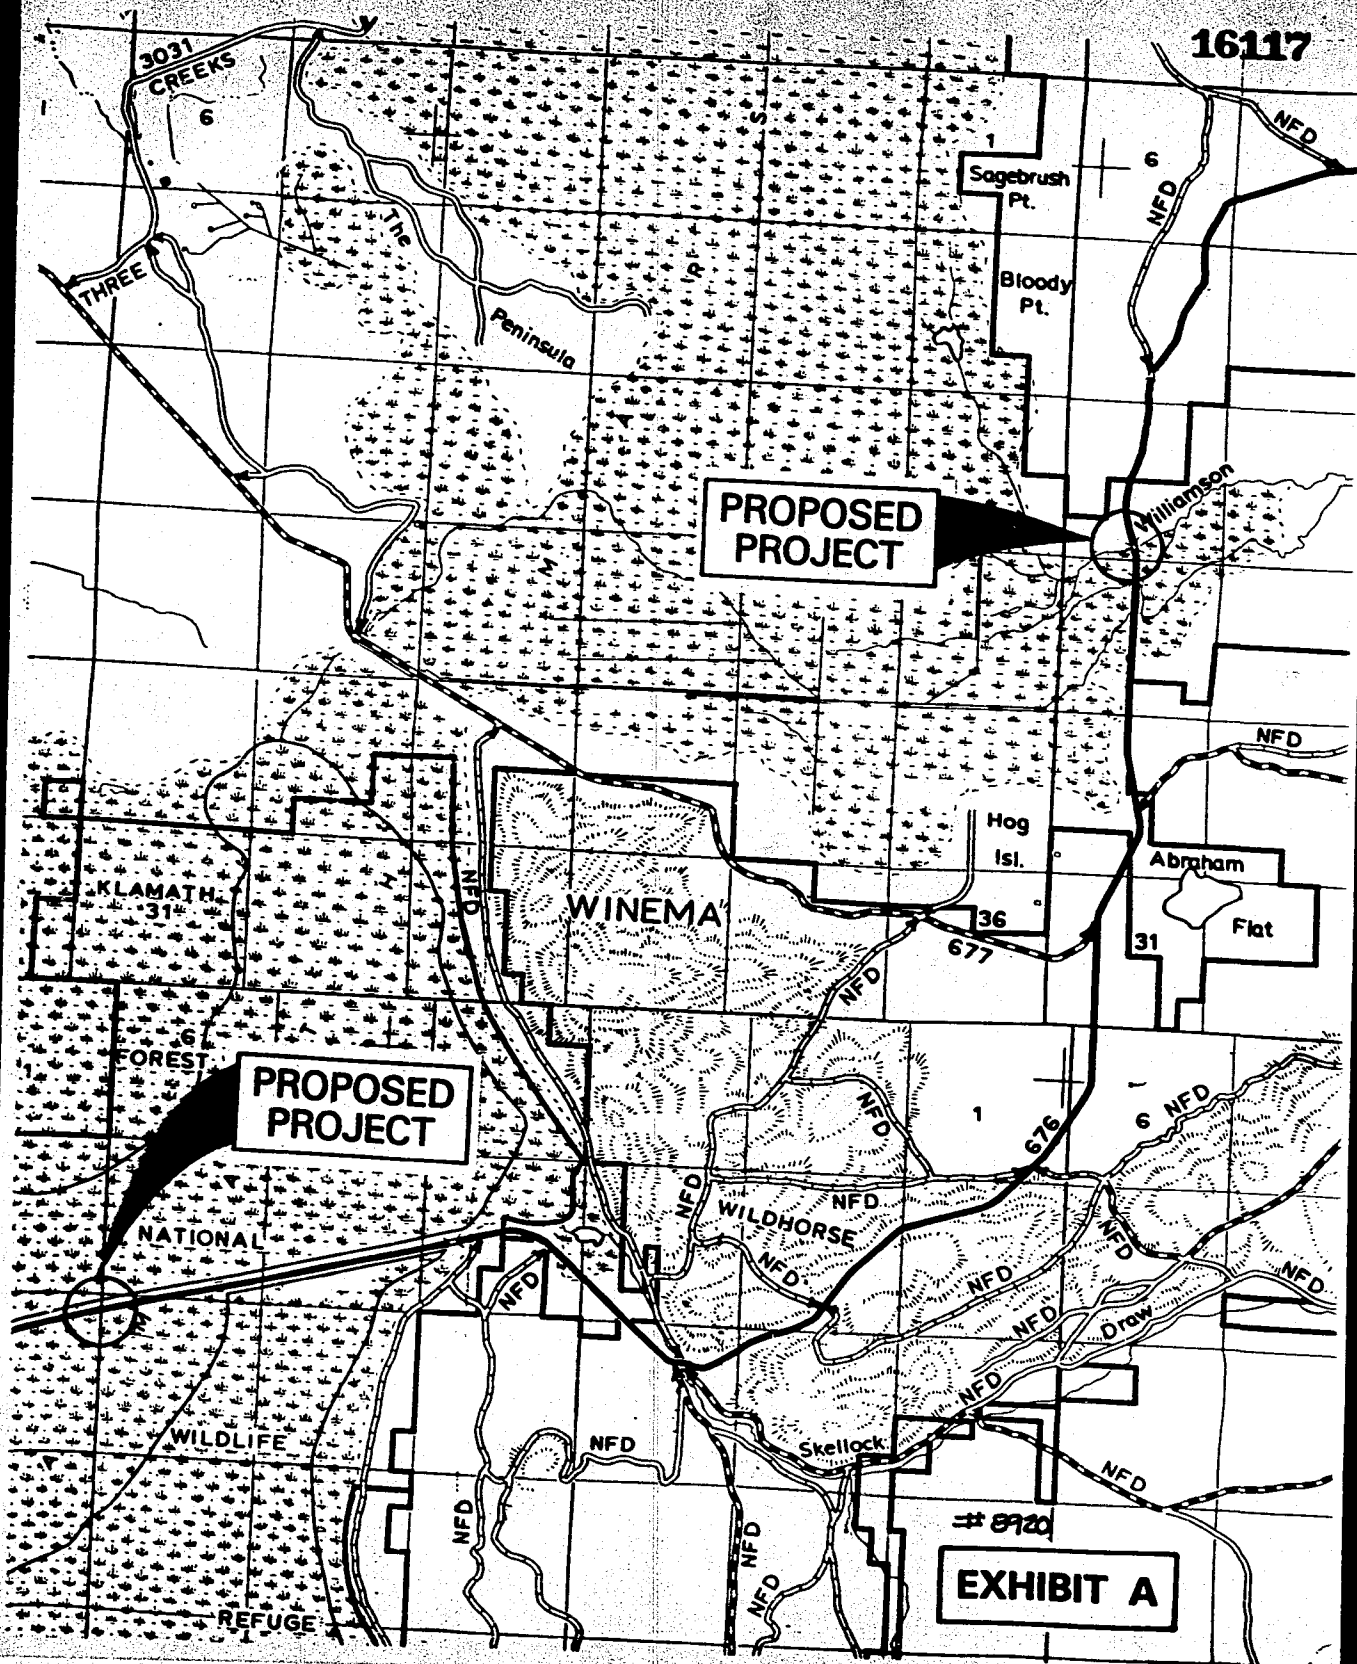 16117
3031
CREEKS
6
NFD
1
6
Sagebrush
Pt.
S
NFD
The
R
THREE
Bloody
Pt.
Peninsula
A
PROPOSED
PROJECT
Williamson
M
NFD
Hog
Isl.
Abraham
Flat
KLAMATH
31
H
NFD
WINEMA
36
677
31
NFD
6
FOREST
T
1
PROPOSED
PROJECT
NFD
1
676
6
NFD
A
NFD
NFD
WILDHORSE
NATIONAL
NFD
NFD
NFD
NFD
NFD
NFD
Draw
M
NFD
WILDLIFE
NFD
Skellock
NFD
NFD
NFD
NFD
# 8920
EXHIBIT A
REFUGE